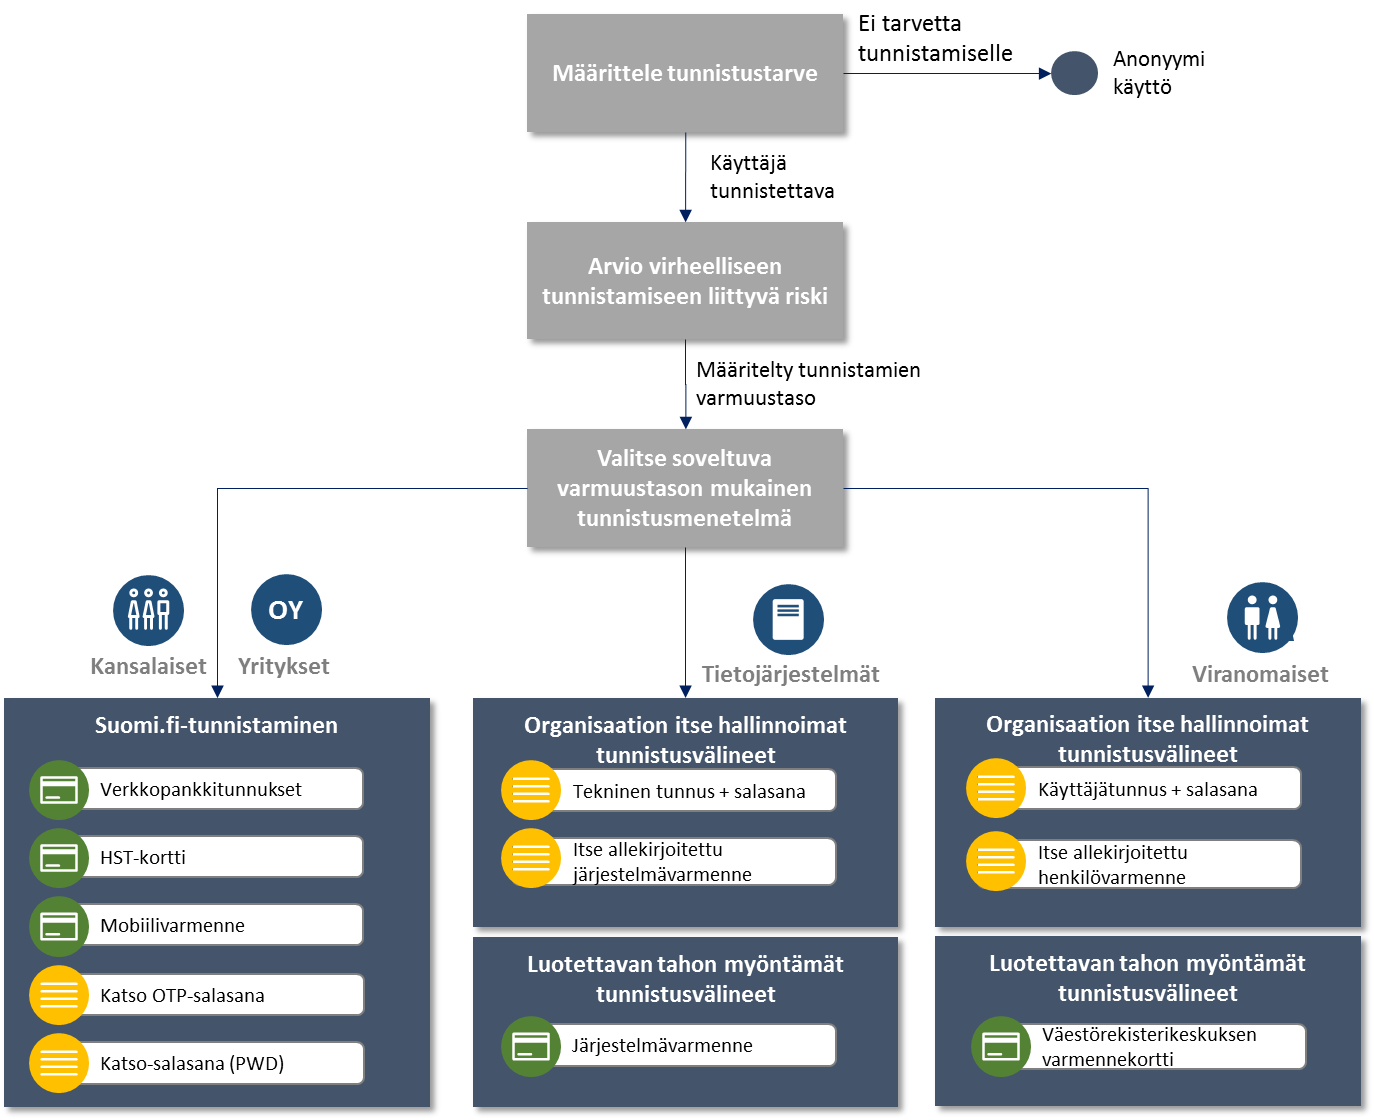 Määrittele tunnistustarve
Ei tarvetta
tunnistamiselle
Anonyymi
käyttö
Käyttäjä
tunnistettava
Arvio virheelliseen
tunnistamiseen liittyvä riski
Määritelty tunnistamien
varmuustaso
Valitse soveltuva
varmuustason mukainen
tunnistusmenetelmä
Kansalaiset
OY
Yritykset
Tietojärjestelmät
Viranomaiset
Suomi.fi-tunnistaminen
Verkkopankkitunnukset
HST-kortti
Mobiilivarmenne
Katso OTP-salasana
Katso-salasana (PWD)
Organisaation itse hallinnoimat
tunnistusvälineet
Tekninen tunnus + salasana
Itse allekirjoitettu
järjestelmävarmenne
Luotettavan tahon myöntämät
tunnistusvälineet
Järjestelmävarmenne
Organisaation itse hallinnoimat
tunnistusvälineet
Käyttäjätunnus + salasana
Itse allekirjoitettu
henkilövarmenne
Luotettavan tahon myöntämät
tunnistusvälineet
Väestörekisterikeskuksen
varmennekortti